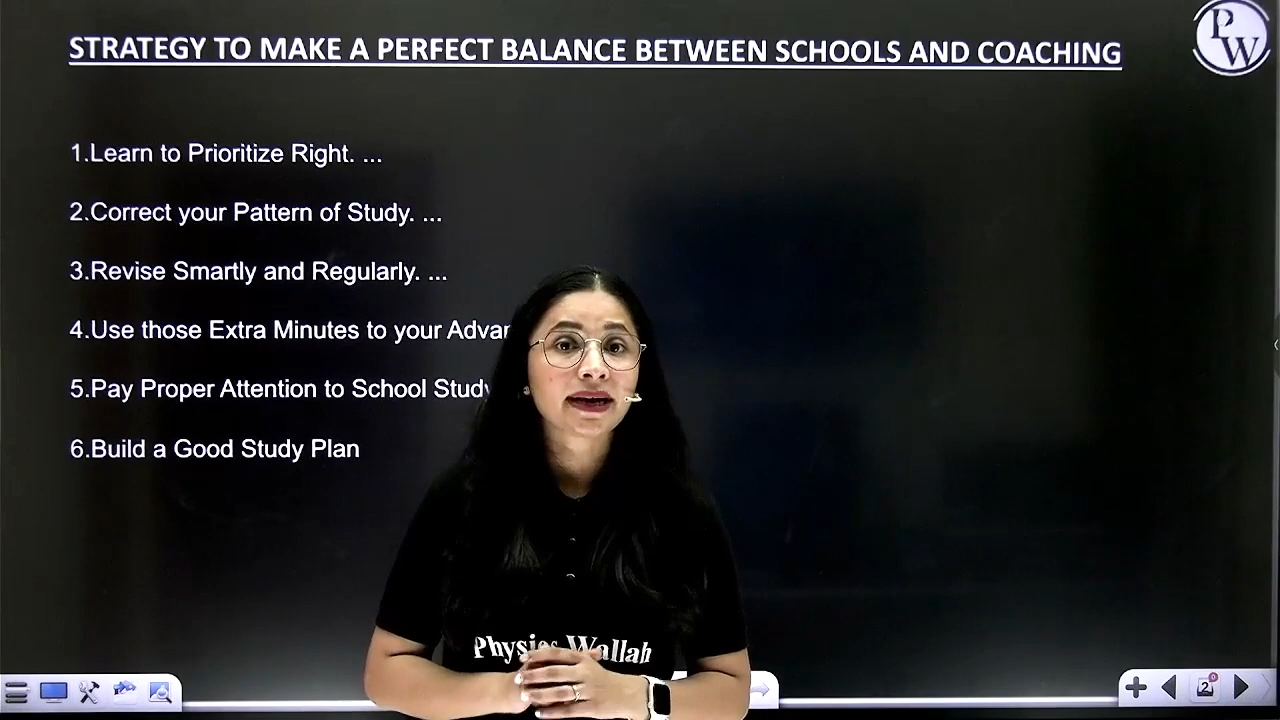 STRATEGY TO MAKE A PERFECT BALANCE BETWEEN SCHOOLS AND COACHING
PW
1.Learn to Prioritize Right. ...
2.Correct your Pattern of Study. ...
3.Revise Smartly and Regularly. ...
4.Use those Extra Minutes to your
5.Pay Proper Attention to School
6.Build a Good Study Plan
Physics Wallah
2